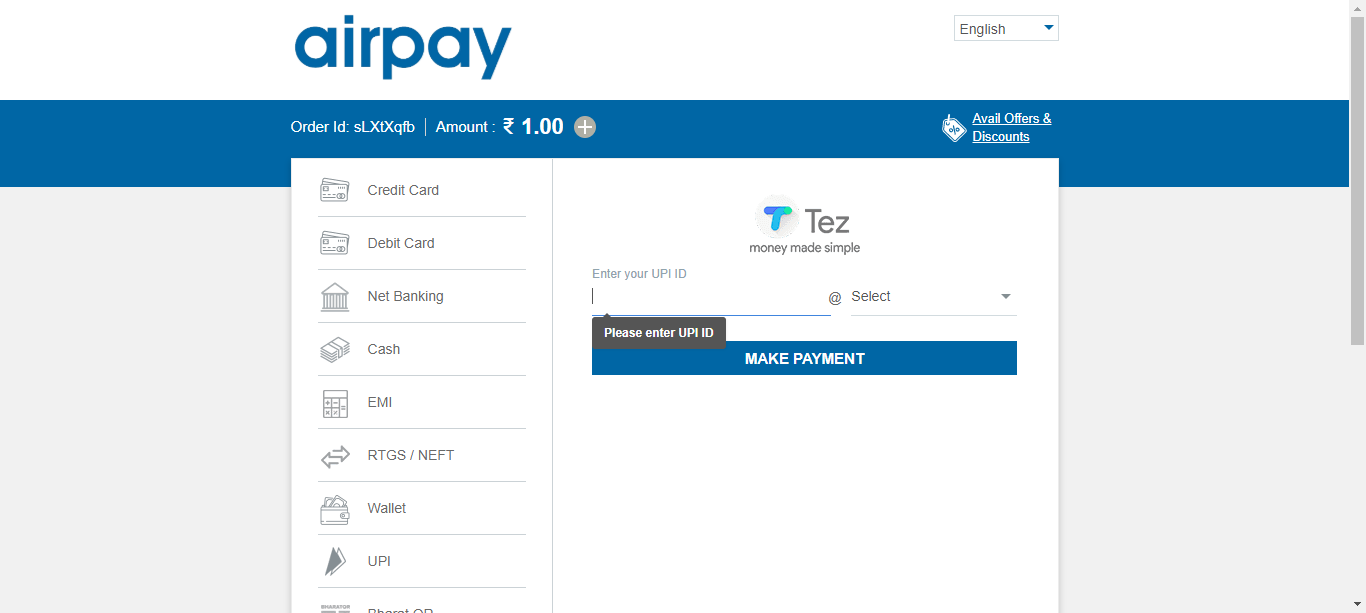 airpay
English
Order Id: sLXtXqfb | Amount : ₹ 1.00
Avail Offers &
Discounts
Credit Card
Debit Card
Net Banking
Cash
EMI
RTGS / NEFT
Wallet
UPI
BHARATQR
Bharat QR
Tez
money made simple
Enter your UPI ID
@ Select
Please enter UPI ID
MAKE PAYMENT